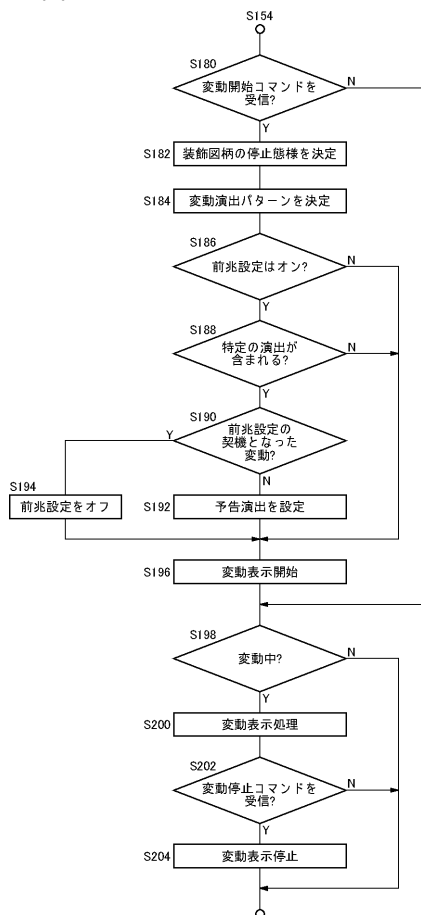 S154
S180
変動開始コマンドを
受信?
N
Y
S182
装飾図柄の停止態様を決定
S184
変動演出パターンを決定
S186
前兆設定はオン?
N
Y
S188
特定の演出が
含まれる?
N
Y
S190
前兆設定の
契機となった
変動?
Y
N
S194
前兆設定をオフ
S192
予告演出を設定
S196
変動表示開始
S198
変動中?
N
Y
S200
変動表示処理
S202
変動停止コマンドを
受信?
N
Y
S204
変動表示停止